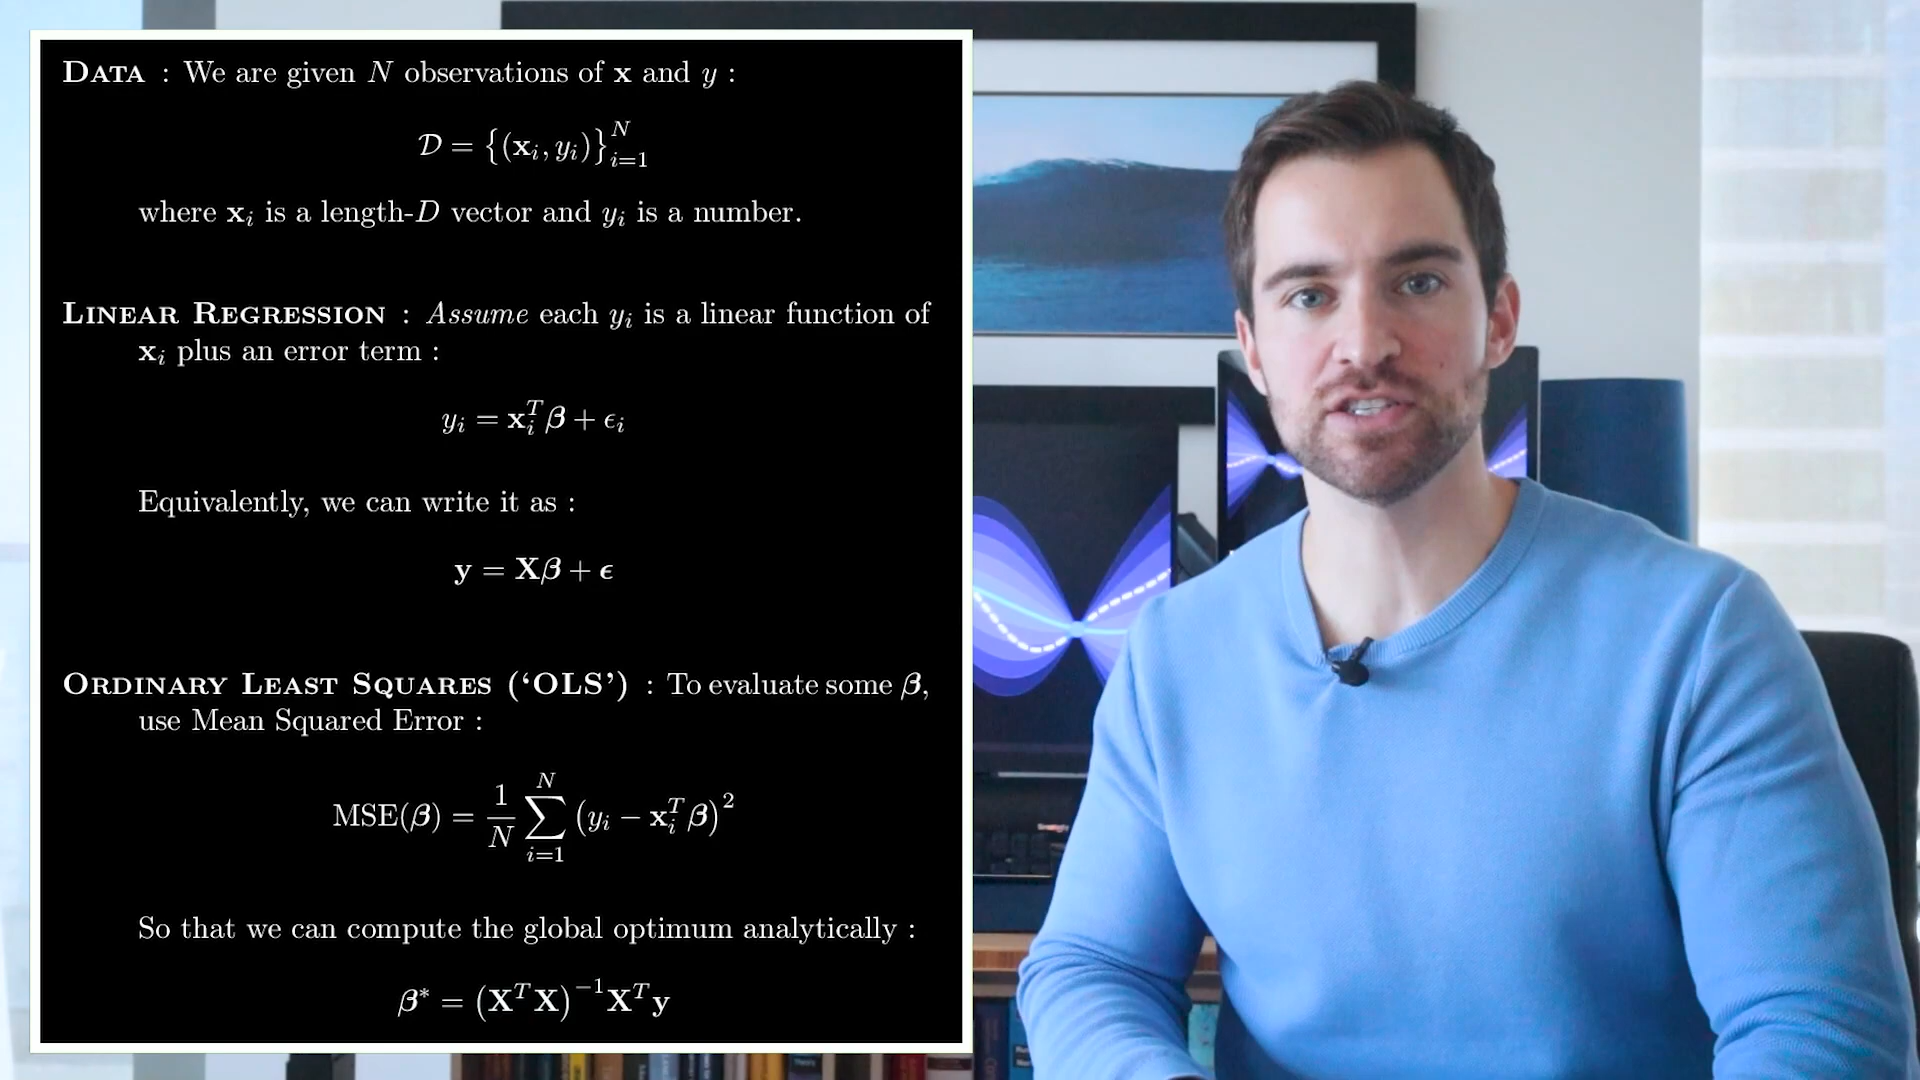 DATA : We are given N observations of x and y :
𝒟 = {(xᵢ, yᵢ)}ᵢ₌₁ᴺ
where xᵢ is a length-D vector and yᵢ is a number.
LINEAR REGRESSION : Assume each yᵢ is a linear function of
xᵢ plus an error term :
yᵢ = xᵢᵀβ + ϵᵢ
Equivalently, we can write it as :
y = Xβ + ϵ
ORDINARY LEAST SQUARES (‘OLS’) : To evaluate some β,
use Mean Squared Error :
MSE(β) = 1/N ∑ᵢ₌₁ᴺ (yᵢ − xᵢᵀβ)²
So that we can compute the global optimum analytically :
β* = (XᵀX)⁻¹Xᵀy